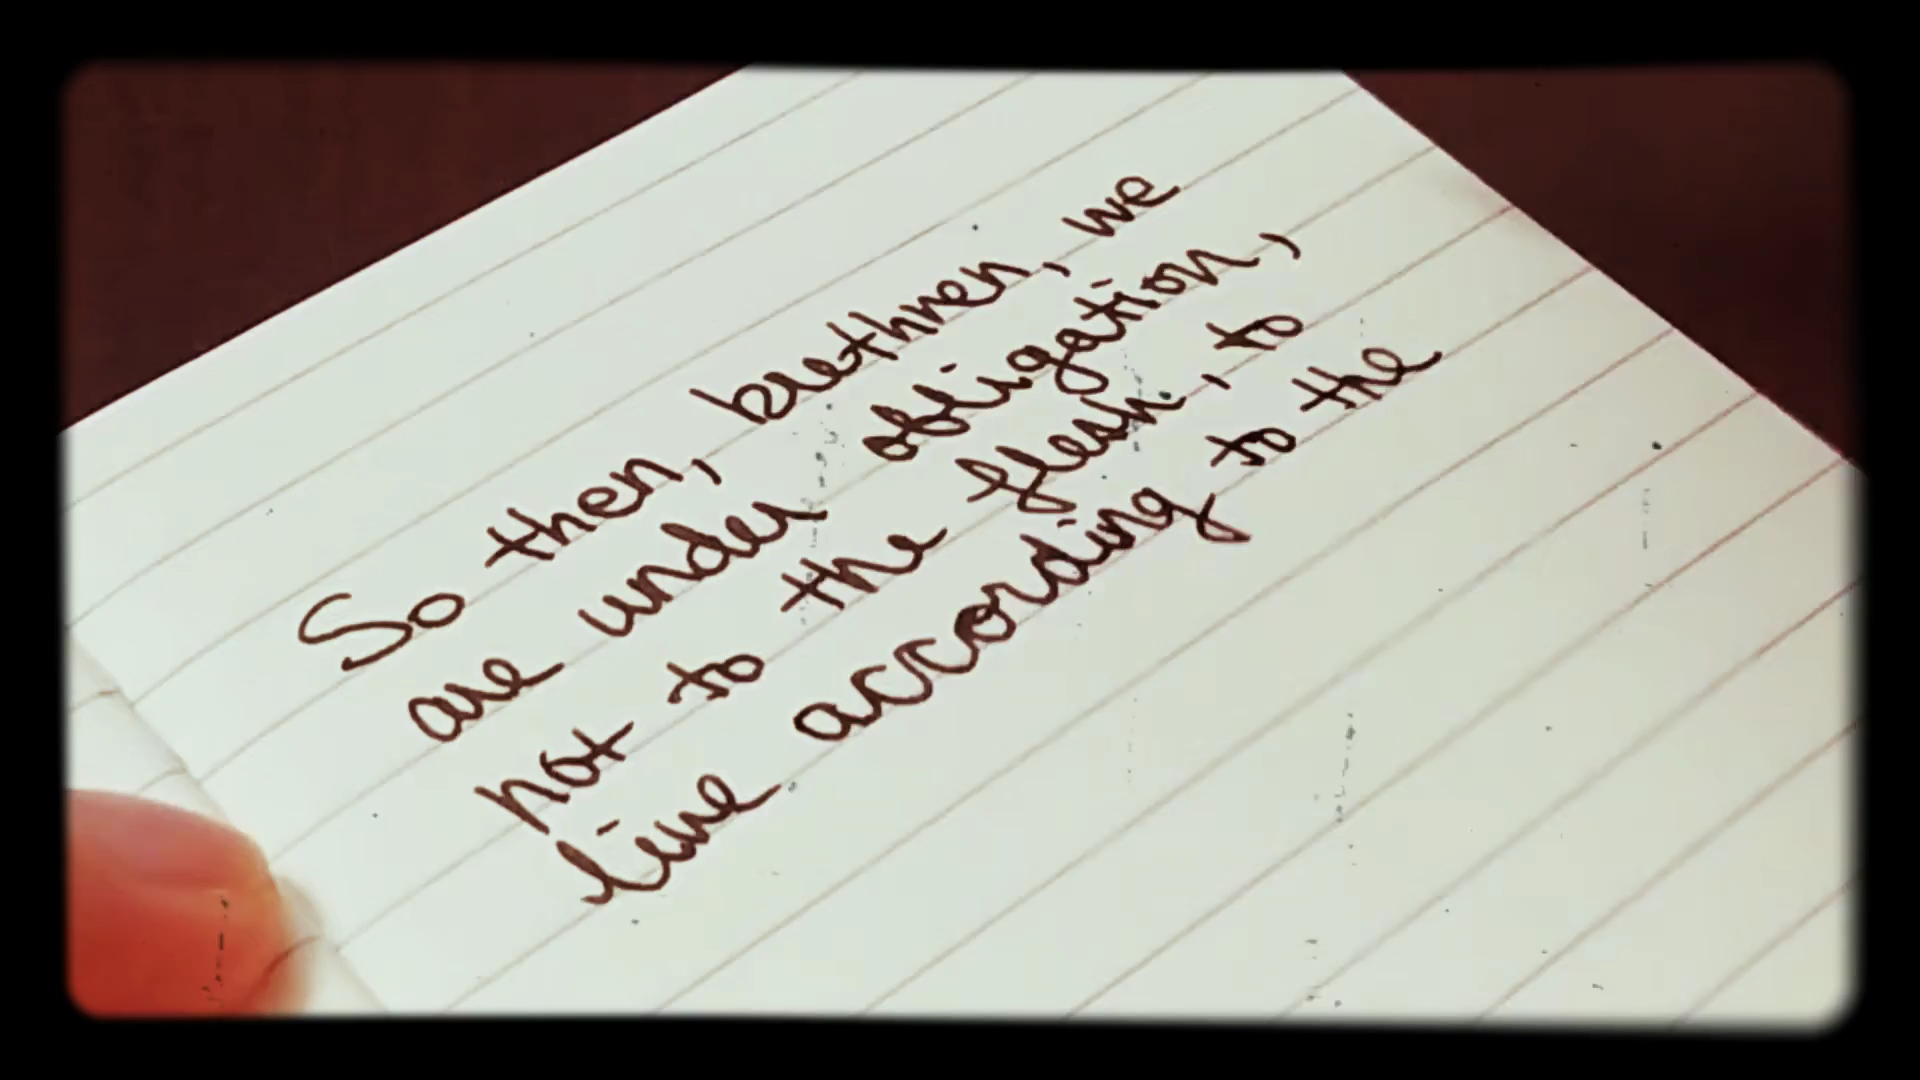 So then, brethren, we
are under obligation,
not to the flesh, to
live according to the